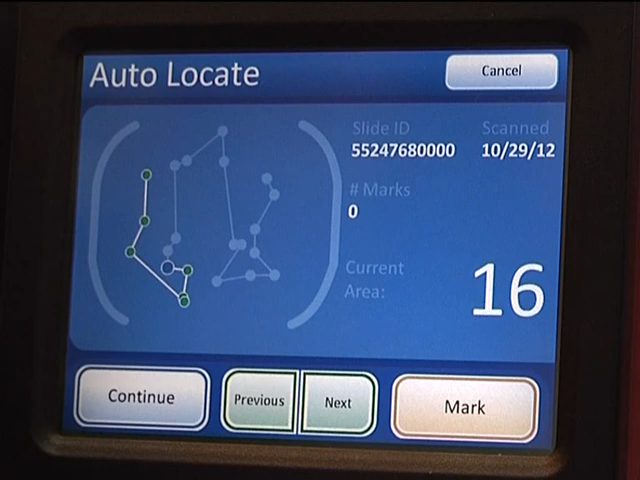 Auto Locate
Cancel
Slide ID
Scanned
55247680000
10/29/12
# Marks
0
Current
Area:
16
Continue
Previous
Next
Mark